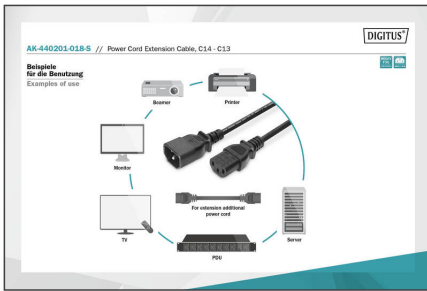 DIGITUS®
AK-440201-018-S // Power Cord Extension Cable, C14 - C13
Beispiele
für die Benutzung
Examples of use
Beamer
Printer
Monitor
For extension additional
power cord
TV
Server
PDU